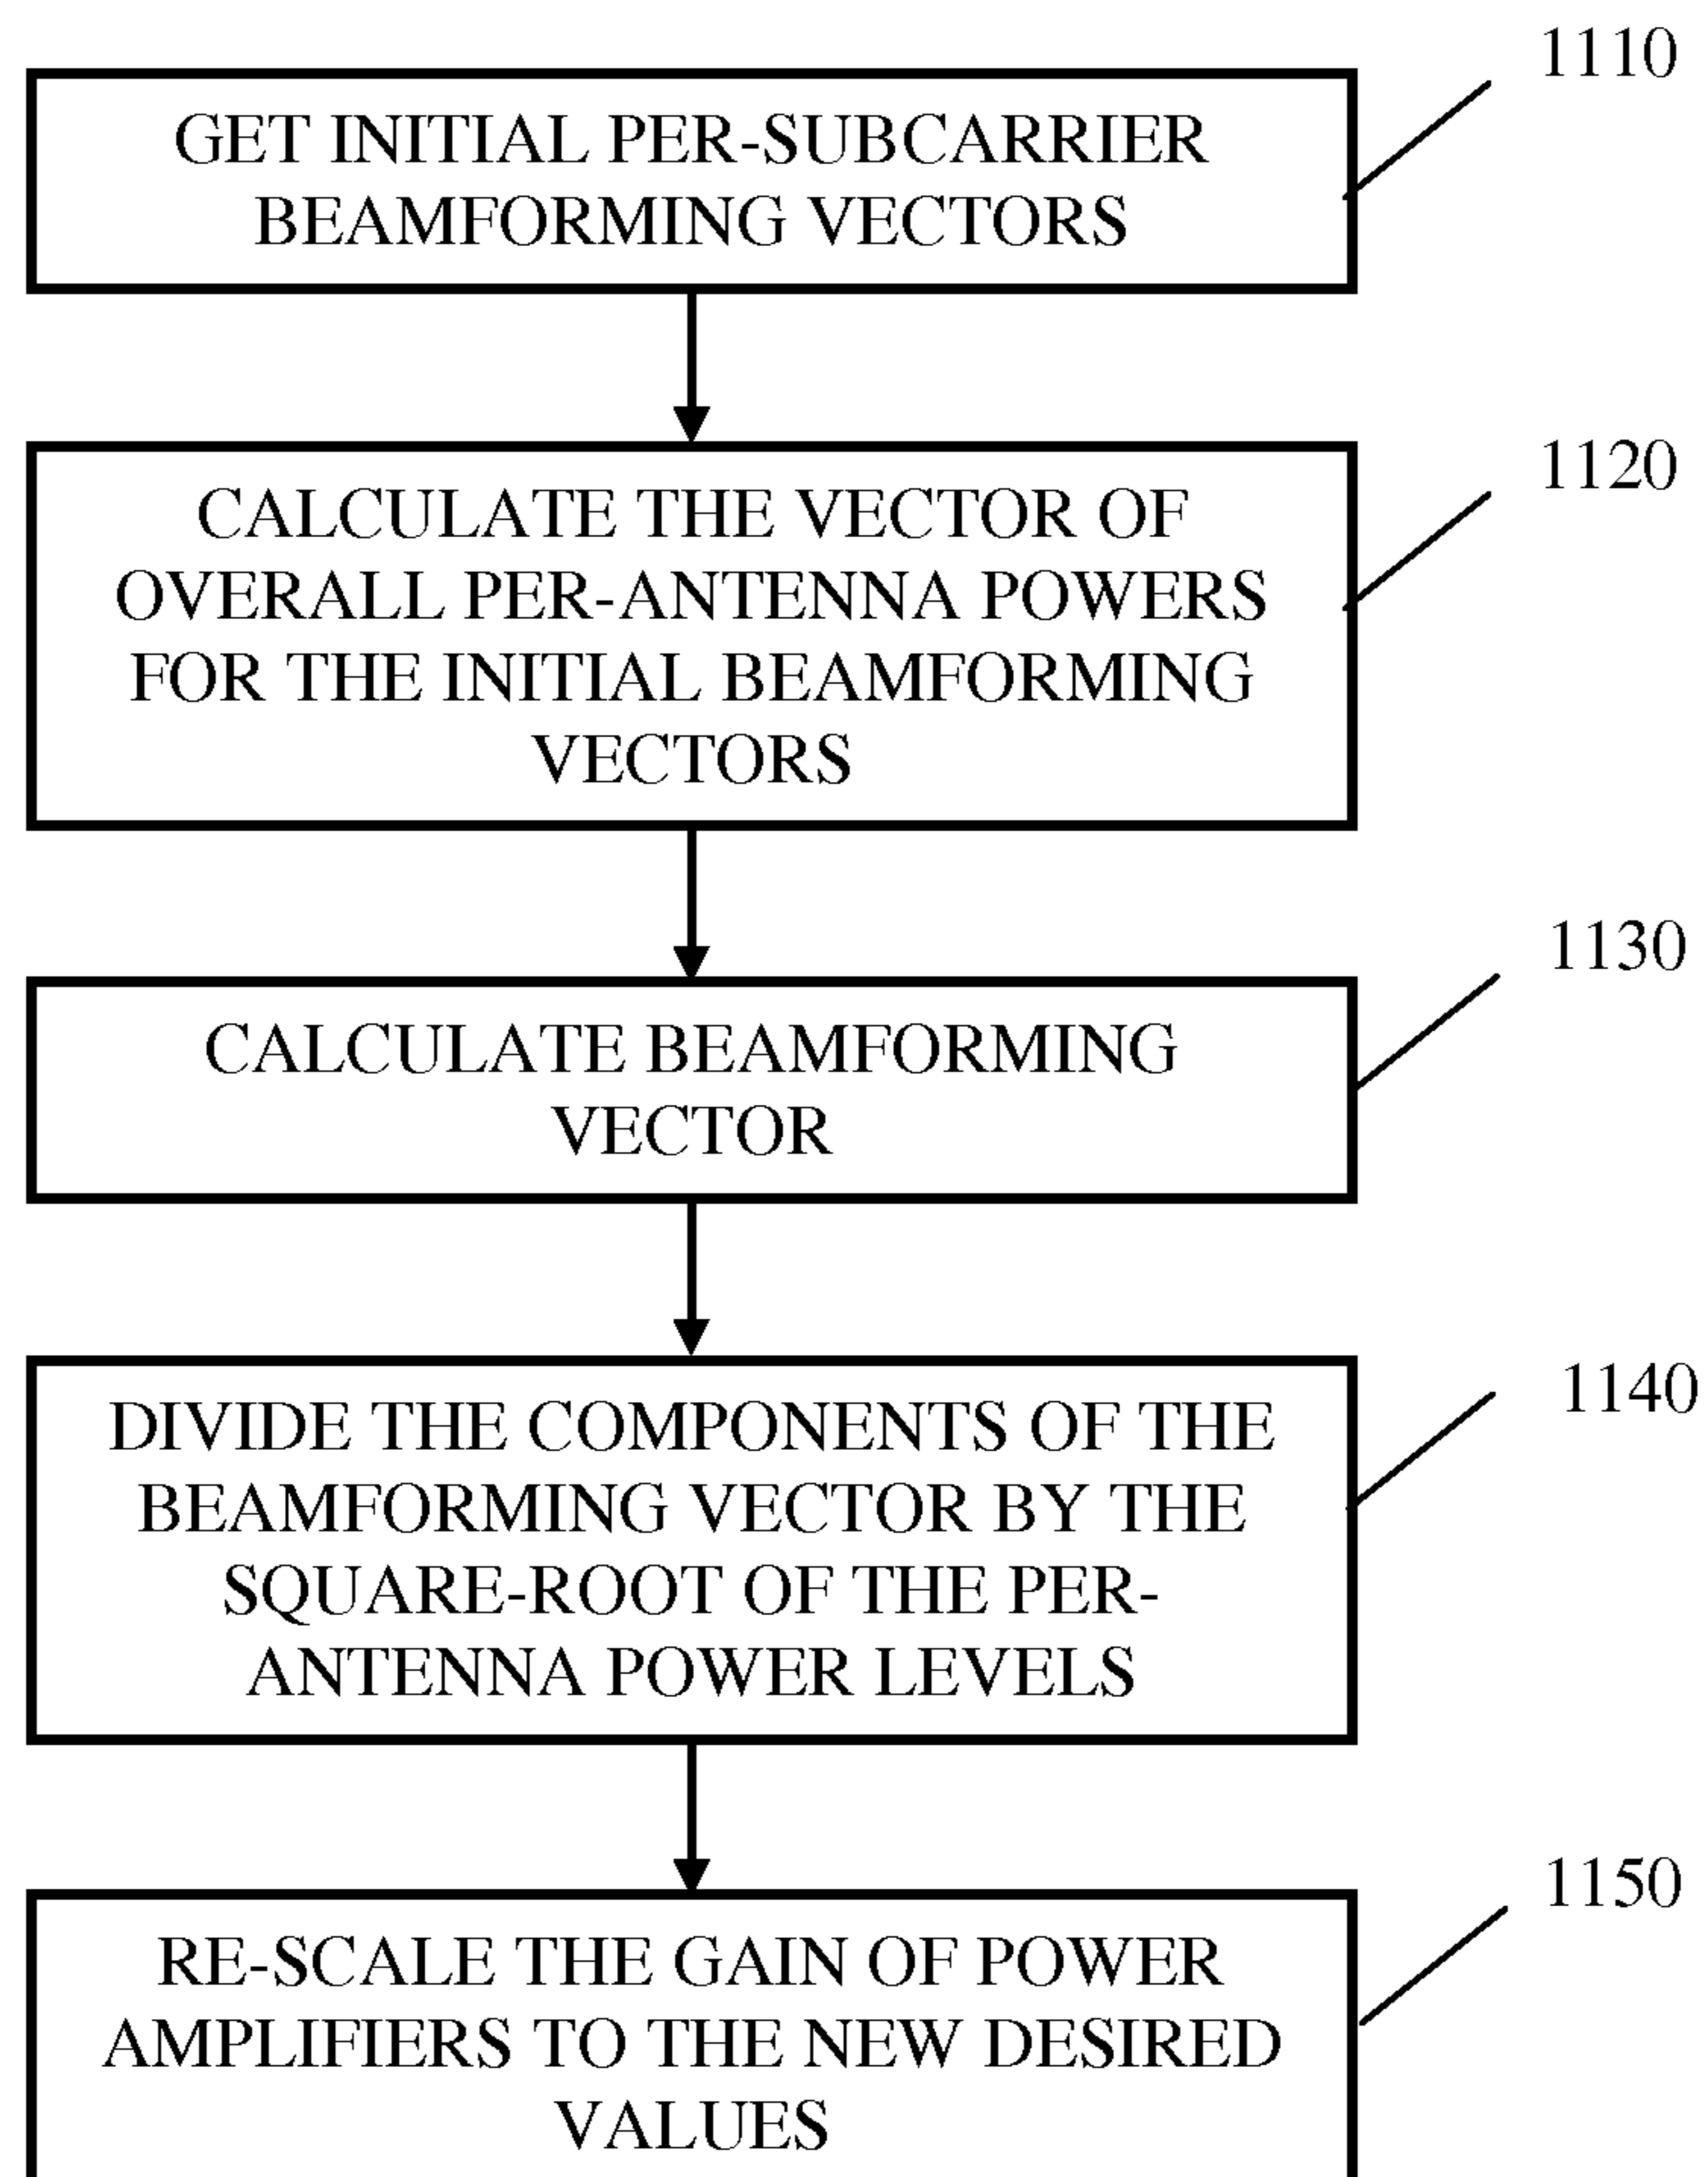 1110
GET INITIAL PER-SUBCARRIER
BEAMFORMING VECTORS
1120
CALCULATE THE VECTOR OF
OVERALL PER-ANTENNA POWERS
FOR THE INITIAL BEAMFORMING
VECTORS
1130
CALCULATE BEAMFORMING
VECTOR
1140
DIVIDE THE COMPONENTS OF THE
BEAMFORMING VECTOR BY THE
SQUARE-ROOT OF THE PER-
ANTENNA POWER LEVELS
1150
RE-SCALE THE GAIN OF POWER
AMPLIFIERS TO THE NEW DESIRED
VALUES